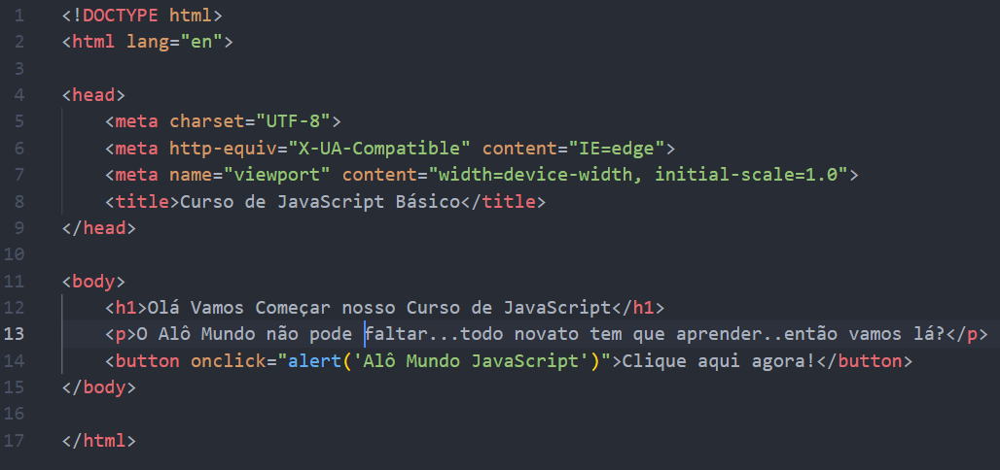 1 <!DOCTYPE html>
2 <html lang="en">
3
4 <head>
5     <meta charset="UTF-8">
6     <meta http-equiv="X-UA-Compatible" content="IE=edge">
7     <meta name="viewport" content="width=device-width, initial-scale=1.0">
8     <title>Curso de JavaScript Básico</title>
9 </head>
10
11 <body>
12     <h1>Olá Vamos Começar nosso Curso de JavaScript</h1>
13     <p>O Alô Mundo não pode faltar...todo novato tem que aprender..então vamos lá?</p>
14     <button onclick="alert('Alô Mundo JavaScript')">Clique aqui agora!</button>
15 </body>
16
17 </html>